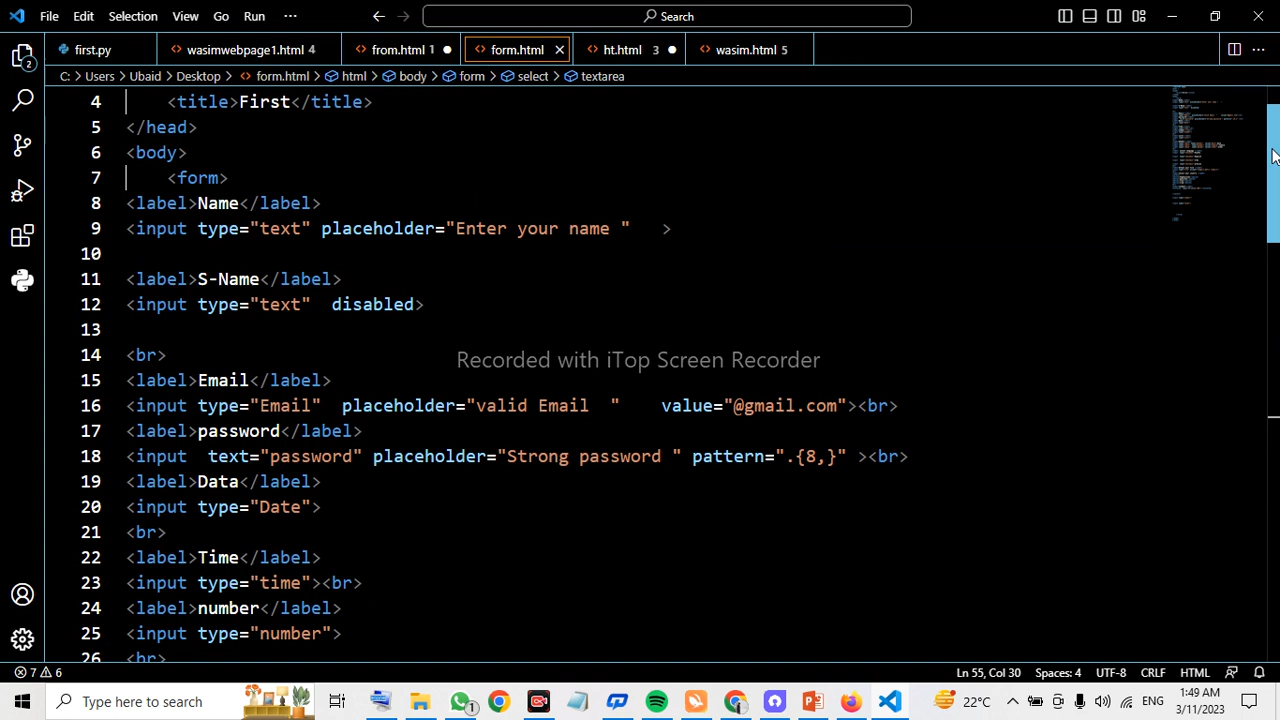 File Edit Selection View Go Run ··· Search
first.py wasimwebpage1.html 4 from.html 1 form.html ht.html 3 wasim.html 5
C: > Users > Ubaid > Desktop > form.html > html > body > form > select > textarea
4 <title>First</title>
5 </head>
6 <body>
7 <form>
8 <label>Name</label>
9 <input type="text" placeholder="Enter your name " >
10
11 <label>S-Name</label>
12 <input type="text" disabled>
13
14 <br>
Recorded with iTop Screen Recorder
15 <label>Email</label>
16 <input type="Email" placeholder="valid Email " value="@gmail.com"><br>
17 <label>password</label>
18 <input text="password" placeholder="Strong password " pattern=".{8,}" ><br>
19 <label>Data</label>
20 <input type="Date">
21 <br>
22 <label>Time</label>
23 <input type="time"><br>
24 <label>number</label>
25 <input type="number">
26 <br>
2
7 6 Ln 55, Col 30 Spaces: 4 UTF-8 CRLF HTML
Type here to search 1 22°C ENG 1:49 AM
3/11/2023